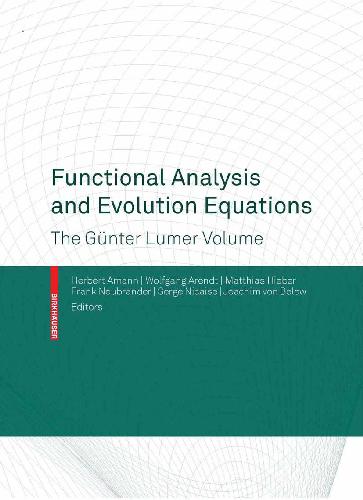 Functional Analysis
and Evolution Equations
The Günter Lumer Volume
Herbert Amann | Wolfgang Arendt | Matthias Hieber
Frank Neubrander | Serge Nicaise | Joachim von Below
Editors
BIRKHAUSER